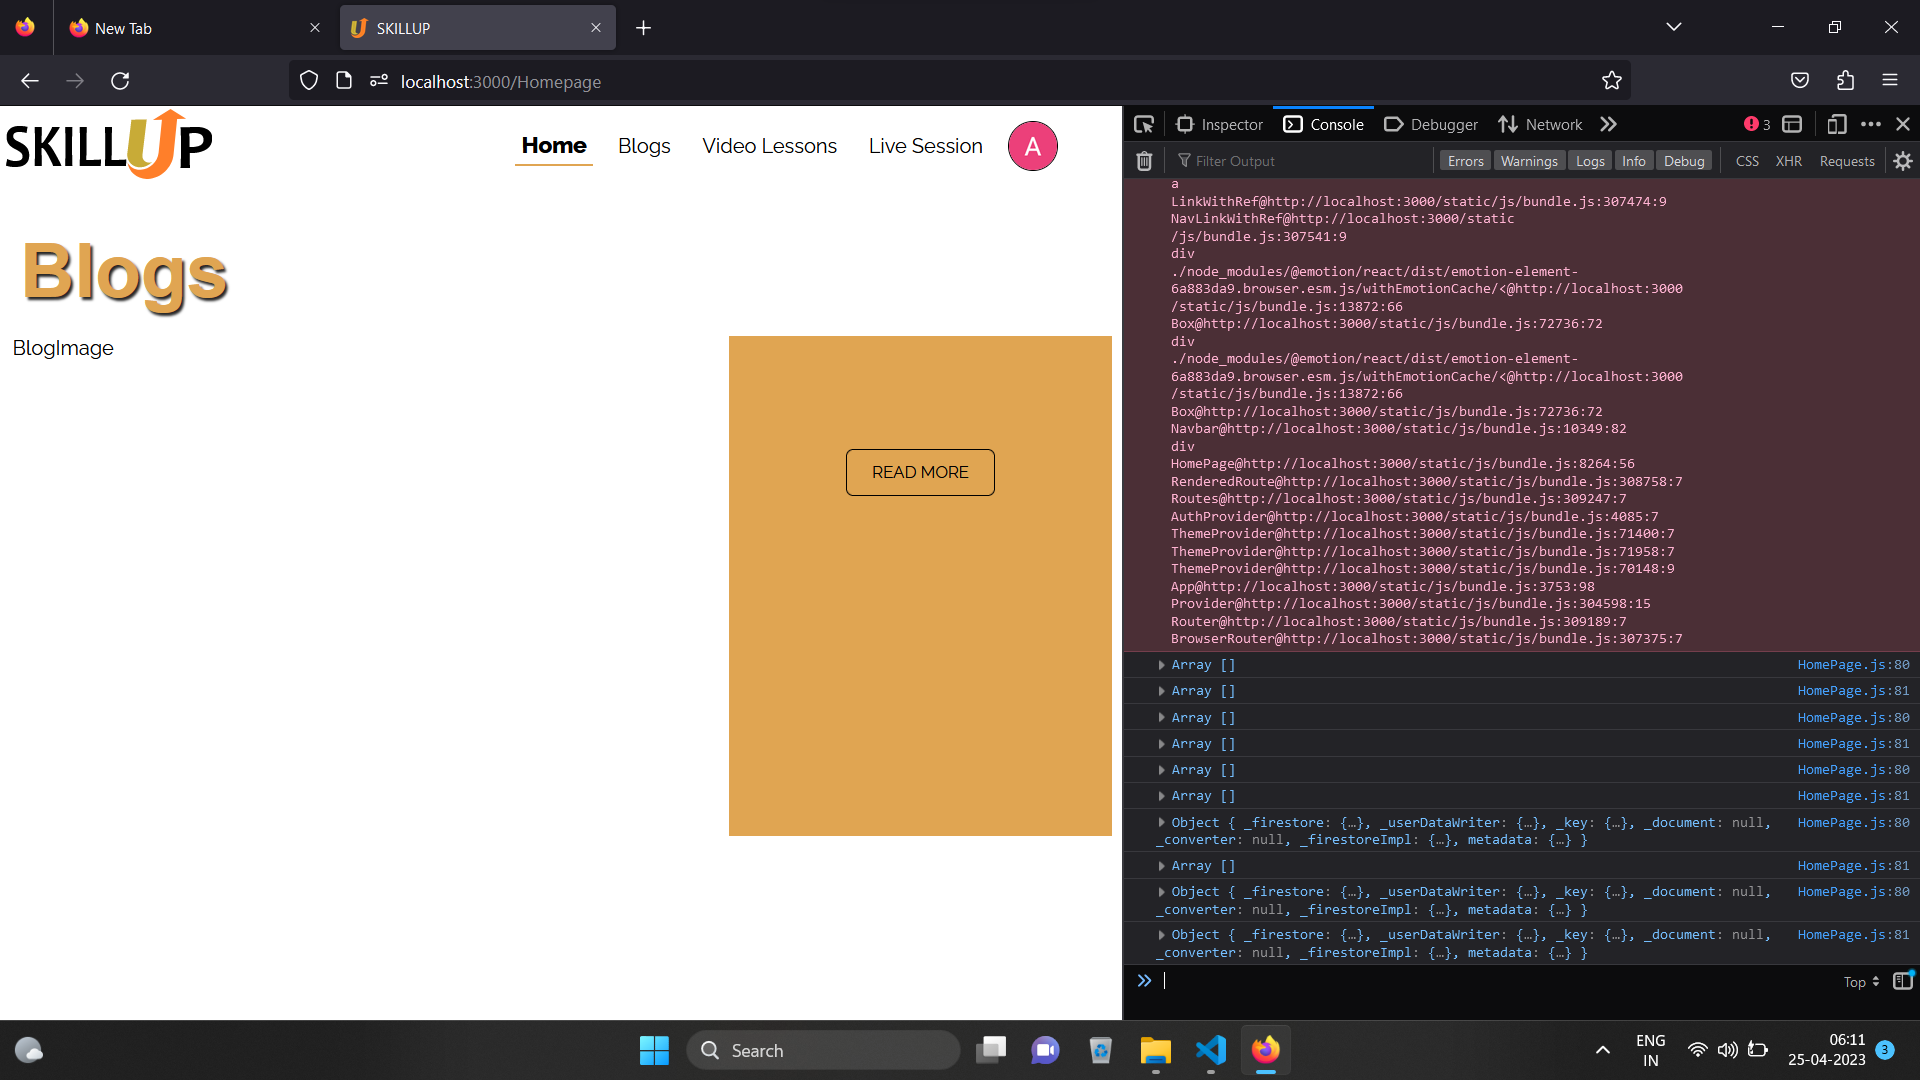 New Tab
SKILLUP
localhost:3000/Homepage
SKILLUP
Home Blogs Video Lessons Live Session A
Blogs
BlogImage
READ MORE
Inspector Console Debugger Network 3
Filter Output Errors Warnings Logs Info Debug CSS XHR Requests
a
LinkWithRef@http://localhost:3000/static/js/bundle.js:307474:9
NavLinkWithRef@http://localhost:3000/static
/js/bundle.js:307541:9
div
./node_modules/@emotion/react/dist/emotion-element-
6a883da9.browser.esm.js/withEmotionCache/<@http://localhost:3000
/static/js/bundle.js:13872:66
Box@http://localhost:3000/static/js/bundle.js:72736:72
div
./node_modules/@emotion/react/dist/emotion-element-
6a883da9.browser.esm.js/withEmotionCache/<@http://localhost:3000
/static/js/bundle.js:13872:66
Box@http://localhost:3000/static/js/bundle.js:72736:72
Navbar@http://localhost:3000/static/js/bundle.js:10349:82
div
HomePage@http://localhost:3000/static/js/bundle.js:8264:56
RenderedRoute@http://localhost:3000/static/js/bundle.js:308758:7
Routes@http://localhost:3000/static/js/bundle.js:309247:7
AuthProvider@http://localhost:3000/static/js/bundle.js:4085:7
ThemeProvider@http://localhost:3000/static/js/bundle.js:71400:7
ThemeProvider@http://localhost:3000/static/js/bundle.js:71958:7
ThemeProvider@http://localhost:3000/static/js/bundle.js:70148:9
App@http://localhost:3000/static/js/bundle.js:3753:98
Provider@http://localhost:3000/static/js/bundle.js:304598:15
Router@http://localhost:3000/static/js/bundle.js:309189:7
BrowserRouter@http://localhost:3000/static/js/bundle.js:307375:7
Array [] HomePage.js:80
Array [] HomePage.js:81
Array [] HomePage.js:80
Array [] HomePage.js:81
Array [] HomePage.js:80
Array [] HomePage.js:81
Object { _firestore: {…}, _userDataWriter: {…}, _key: {…}, _document: null, HomePage.js:80
_converter: null, _firestoreImpl: {…}, metadata: {…} }
Array [] HomePage.js:81
Object { _firestore: {…}, _userDataWriter: {…}, _key: {…}, _document: null, HomePage.js:80
_converter: null, _firestoreImpl: {…}, metadata: {…} }
Object { _firestore: {…}, _userDataWriter: {…}, _key: {…}, _document: null, HomePage.js:81
_converter: null, _firestoreImpl: {…}, metadata: {…} }
Top
Search
ENG
IN
06:11
25-04-2023
3